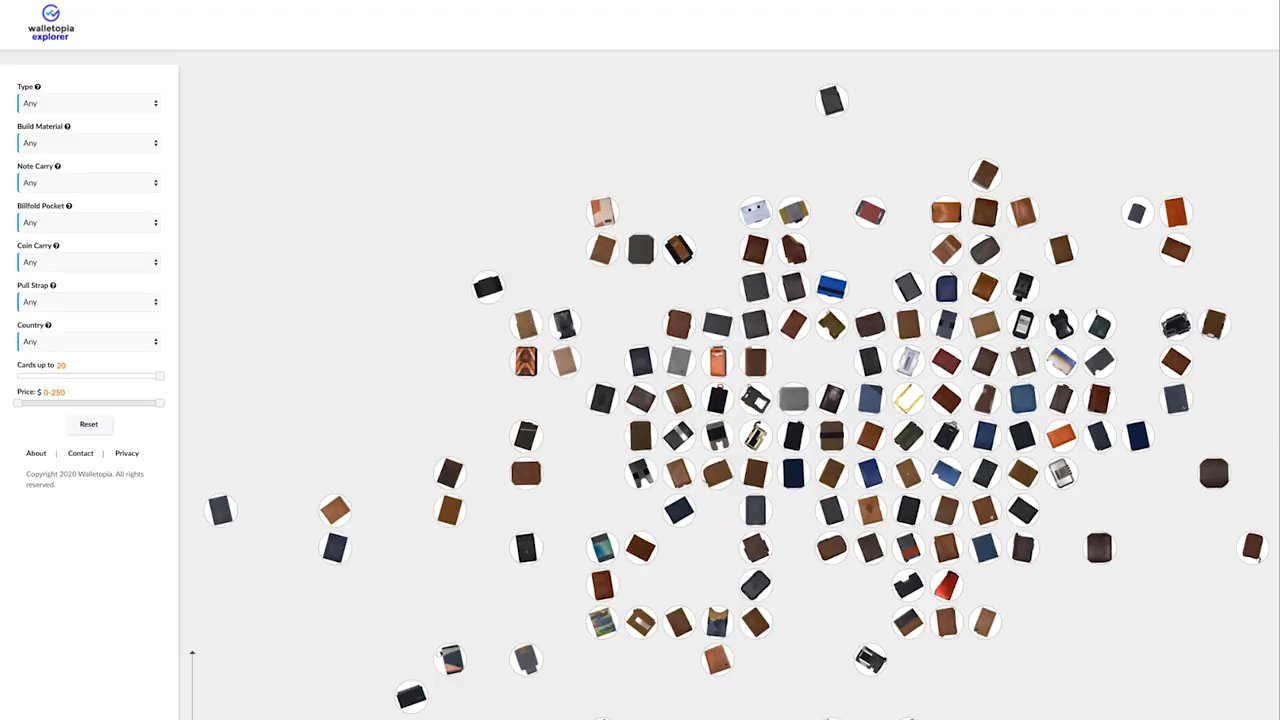 walletopia
explorer
Type
Any
Build Material
Any
Note Carry
Any
Billfold Pocket
Any
Coin Carry
Any
Pull Strap
Any
Country
Any
Cards up to 20
Price: $ 0-250
Reset
About | Contact | Privacy
Copyright 2020 Walletopia. All rights
reserved.